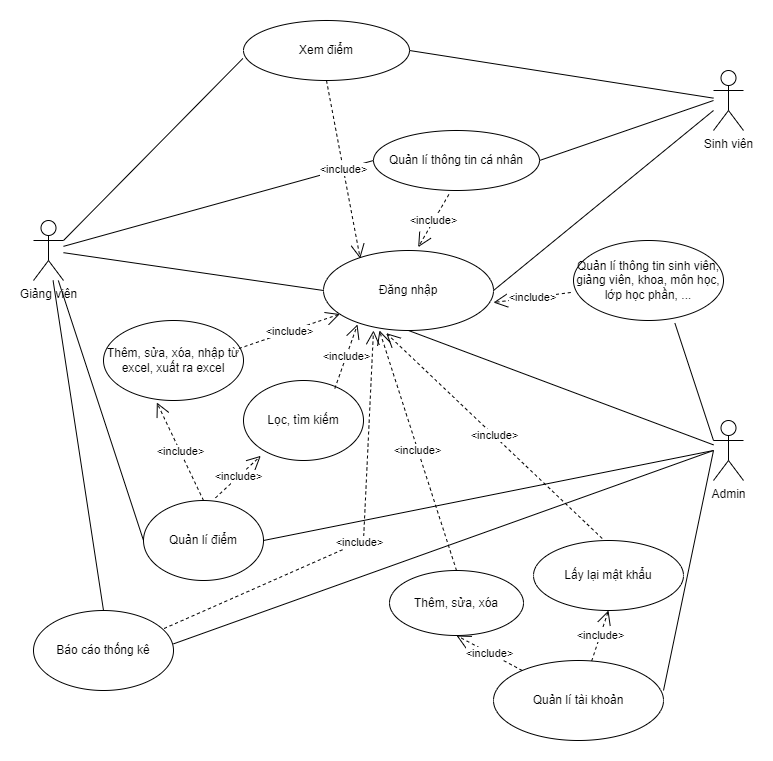 Xem điểm
Sinh viên
Quản lí thông tin cá nhân
<include>
<include>
Giảng viên
Đăng nhập
Quản lí thông tin sinh viên,
giảng viên, khoa, môn học,
lớp học phần, ...
<include>
<include>
Thêm, sửa, xóa, nhập từ
excel, xuất ra excel
<include>
Lọc, tìm kiếm
<include>
<include>
<include>
<include>
Admin
Quản lí điểm
<include>
Lấy lại mật khẩu
Thêm, sửa, xóa
<include>
Báo cáo thống kê
<include>
Quản lí tài khoản